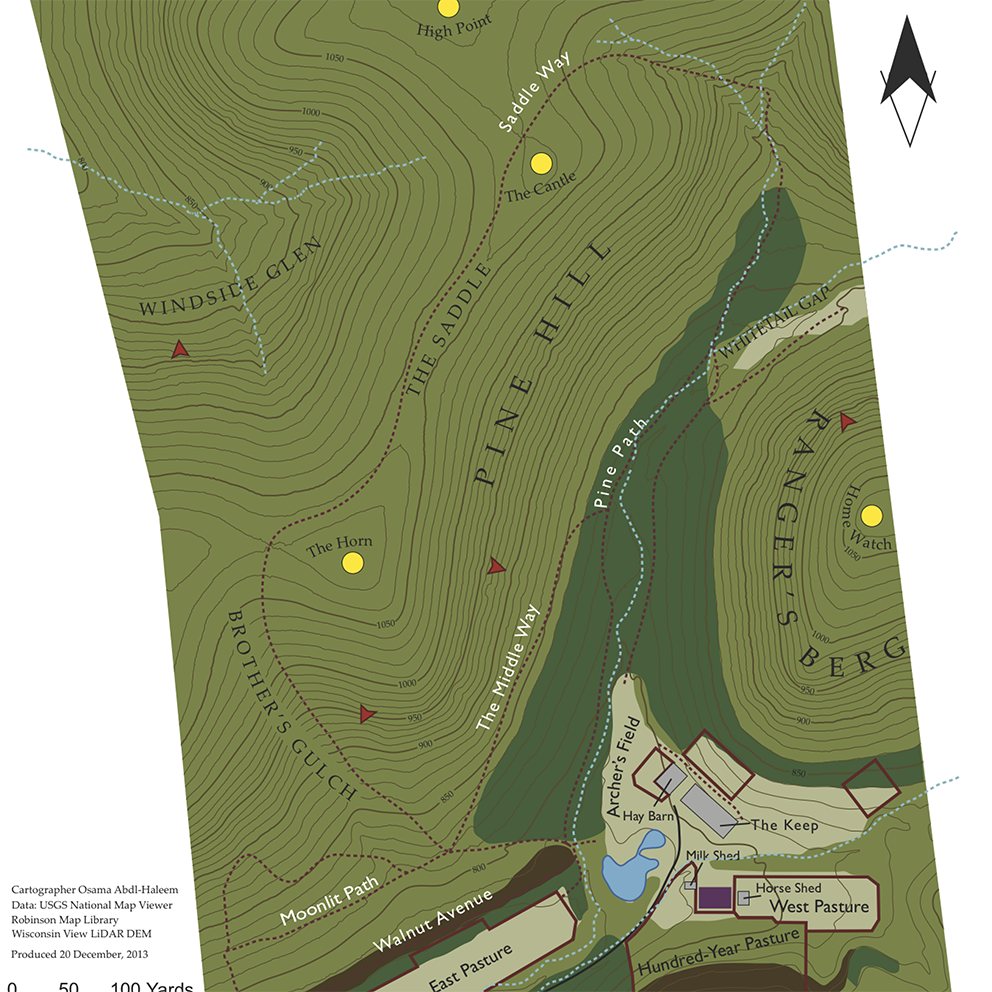 High Point
1050
Saddle Way
1000
950
900
850
The Cantle
WINDSIDE GLEN
THE SADDLE
PINE HILL
WHITETAIL GAP
Pine Path
RANGER'S
BERG
Home
Watch
1050
The Horn
1050
1000
950
900
850
BROTHER'S GULCH
The Middle Way
1000
950
900
850
Archer's Field
Hay Barn
The Keep
Milk Shed
Horse Shed
West Pasture
800
Moonlit Path
Walnut Avenue
East Pasture
Hundred-Year Pasture
Cartographer Osama Abdl-Haleem
Data: USGS National Map Viewer
Robinson Map Library
Wisconsin View LiDAR DEM
Produced 20 December, 2013
0 50 100 Yards